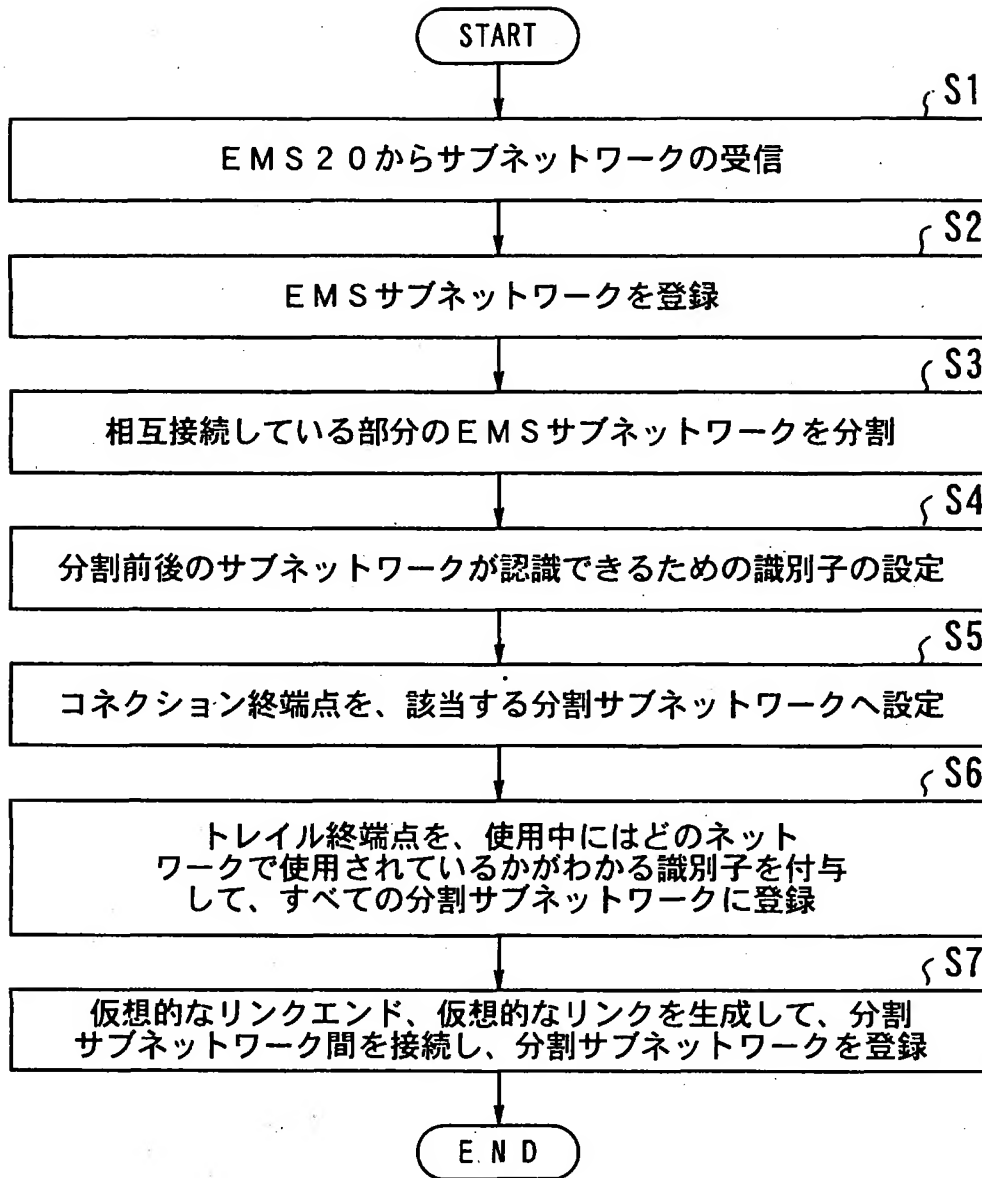 START
S1
EMS20からサブネットワークの受信
S2
EMSサブネットワークを登録
S3
相互接続している部分のEMSサブネットワークを分割
S4
分割前後のサブネットワークが認識できるための識別子の設定
S5
コネクション終端点を、該当する分割サブネットワークへ設定
S6
トレイル終端点を、使用中にはどのネット
ワークで使用されているかがわかる識別子を付与
して、すべての分割サブネットワークに登録
S7
仮想的なリンクエンド、仮想的なリンクを生成して、分割
サブネットワーク間を接続し、分割サブネットワークを登録
END